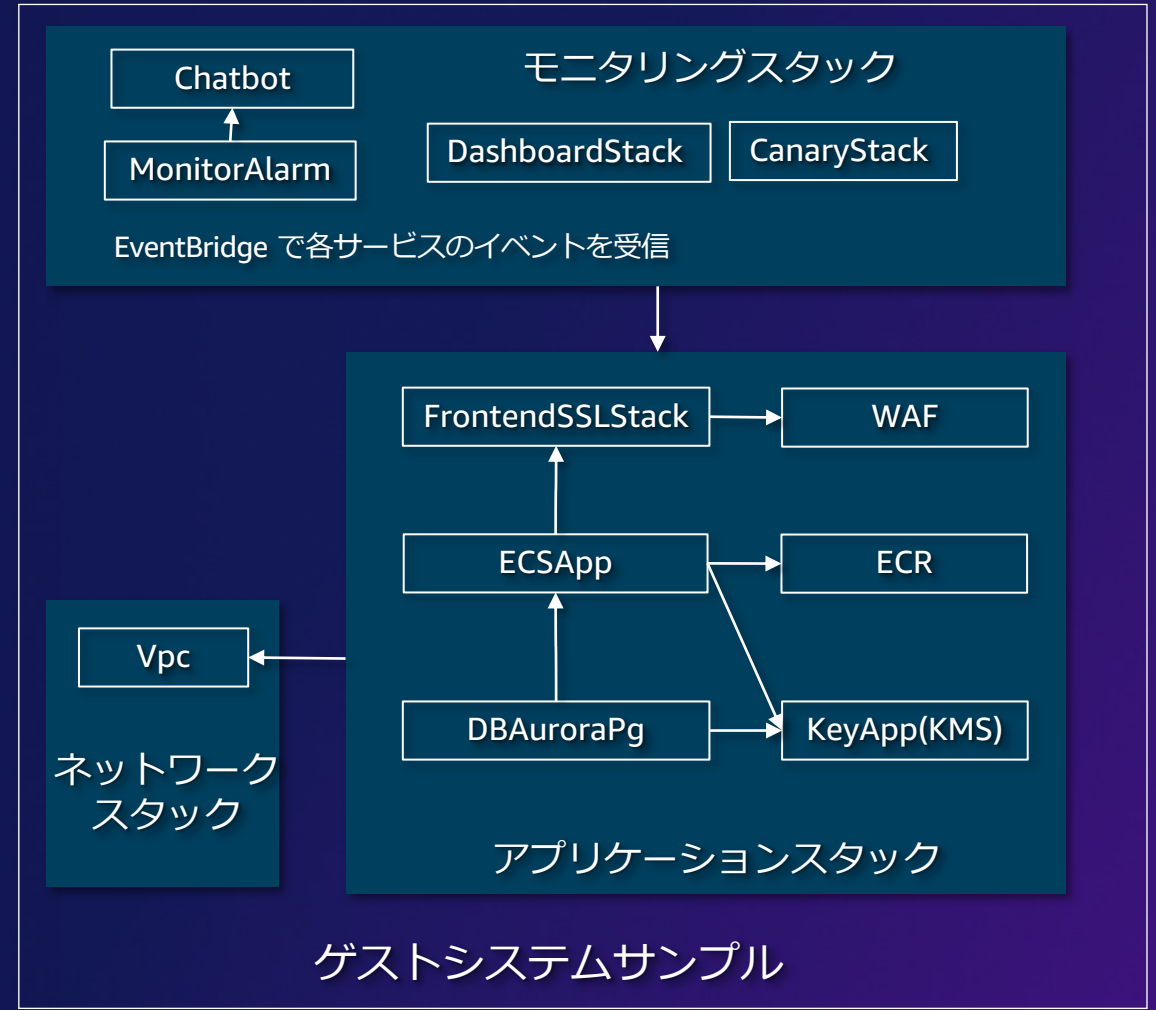 モニタリングスタック
Chatbot
MonitorAlarm
DashboardStack
CanaryStack
EventBridge で各サービスのイベントを受信
FrontendSSLStack
WAF
ECSApp
ECR
DBAuroraPg
KeyApp(KMS)
アプリケーションスタック
Vpc
ネットワーク
スタック
ゲストシステムサンプル